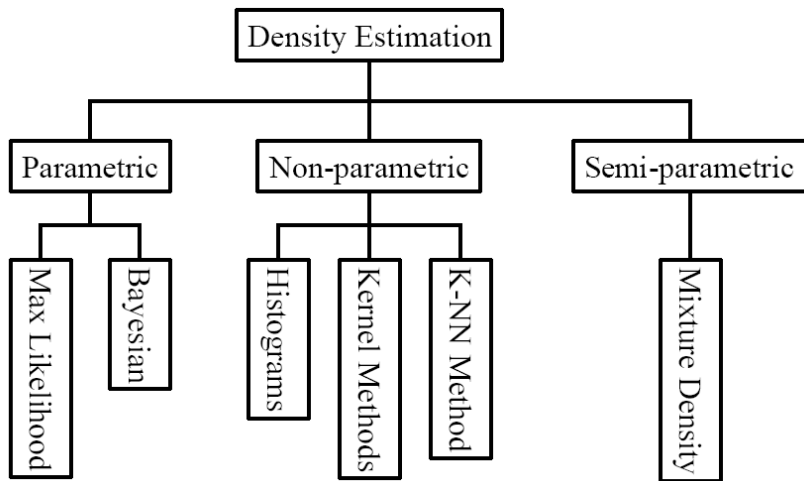 Density Estimation
Parametric
Non-parametric
Semi-parametric
Max Likelihood
Bayesian
Histograms
Kernel Methods
K-NN Method
Mixture Density